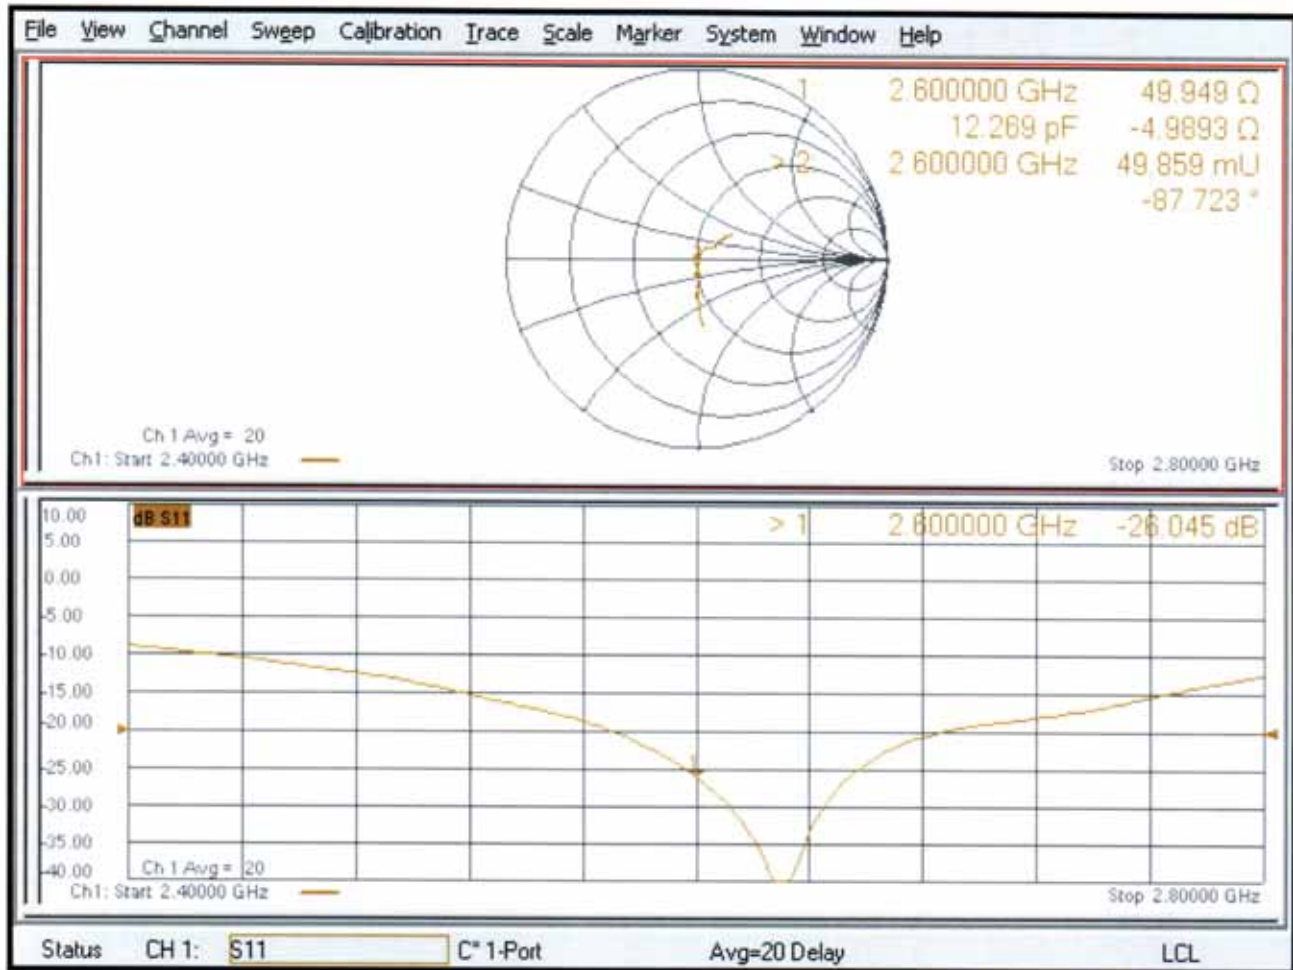 File View Channel Sweep Calibration Trace Scale Marker System Window Help
1 2.600000 GHz 49.949 Ω
12.269 pF -4.9893 Ω
> 2 2.600000 GHz 49.859 mU
-87.723 °
Ch 1 Avg = 20
Ch1: Start 2.40000 GHz Stop 2.80000 GHz
10.00 dB S11 > 1 2.600000 GHz -26.045 dB
5.00
0.00
-5.00
-10.00
-15.00
-20.00
-25.00
-30.00
-35.00
-40.00
1
Ch 1 Avg = 20
Ch1: Start 2.40000 GHz Stop 2.80000 GHz
Status CH 1: S11 C* 1-Port Avg=20 Delay LCL